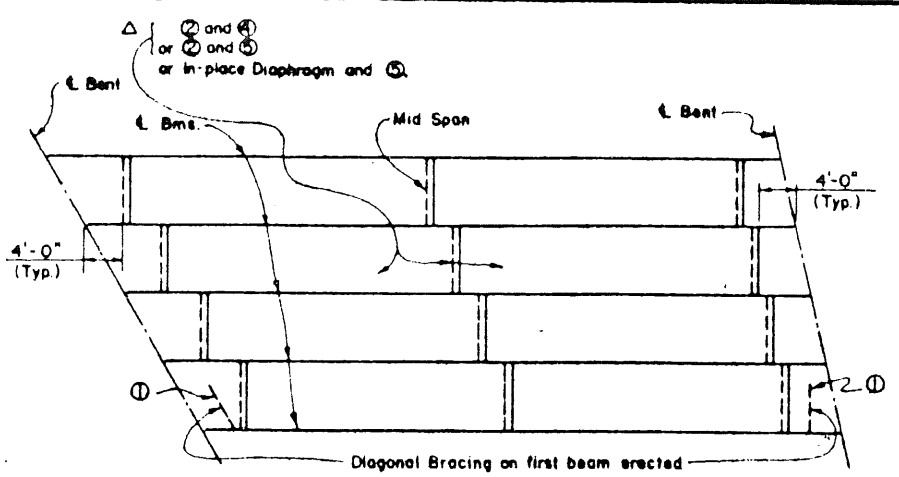 △ ② and ④
or ② and ⑤
or In-place Diaphragm and ⑤.
℄ Bent
℄ Bms.
Mid Span
℄ Bent
4'-0"
(Typ.)
4'-0"
(Typ.)
①
①
Diagonal Bracing on first beam erected